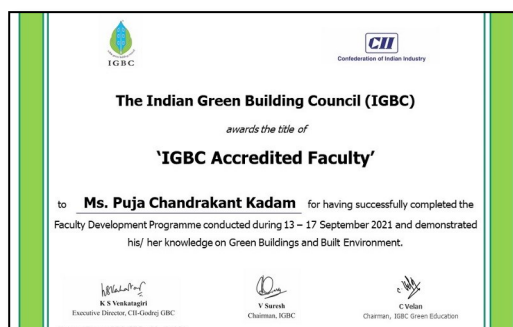 IGBC
CII
Confederation of Indian Industry
The Indian Green Building Council (IGBC)
awards the title of
‘IGBC Accredited Faculty’
to Ms. Puja Chandrakant Kadam for having successfully completed the
Faculty Development Programme conducted during 13 – 17 September 2021 and demonstrated
his/ her knowledge on Green Buildings and Built Environment.
K S Venkatagiri V Suresh C Velan
Executive Director, CII-Godrej GBC Chairman, IGBC Chairman, IGBC Green Education